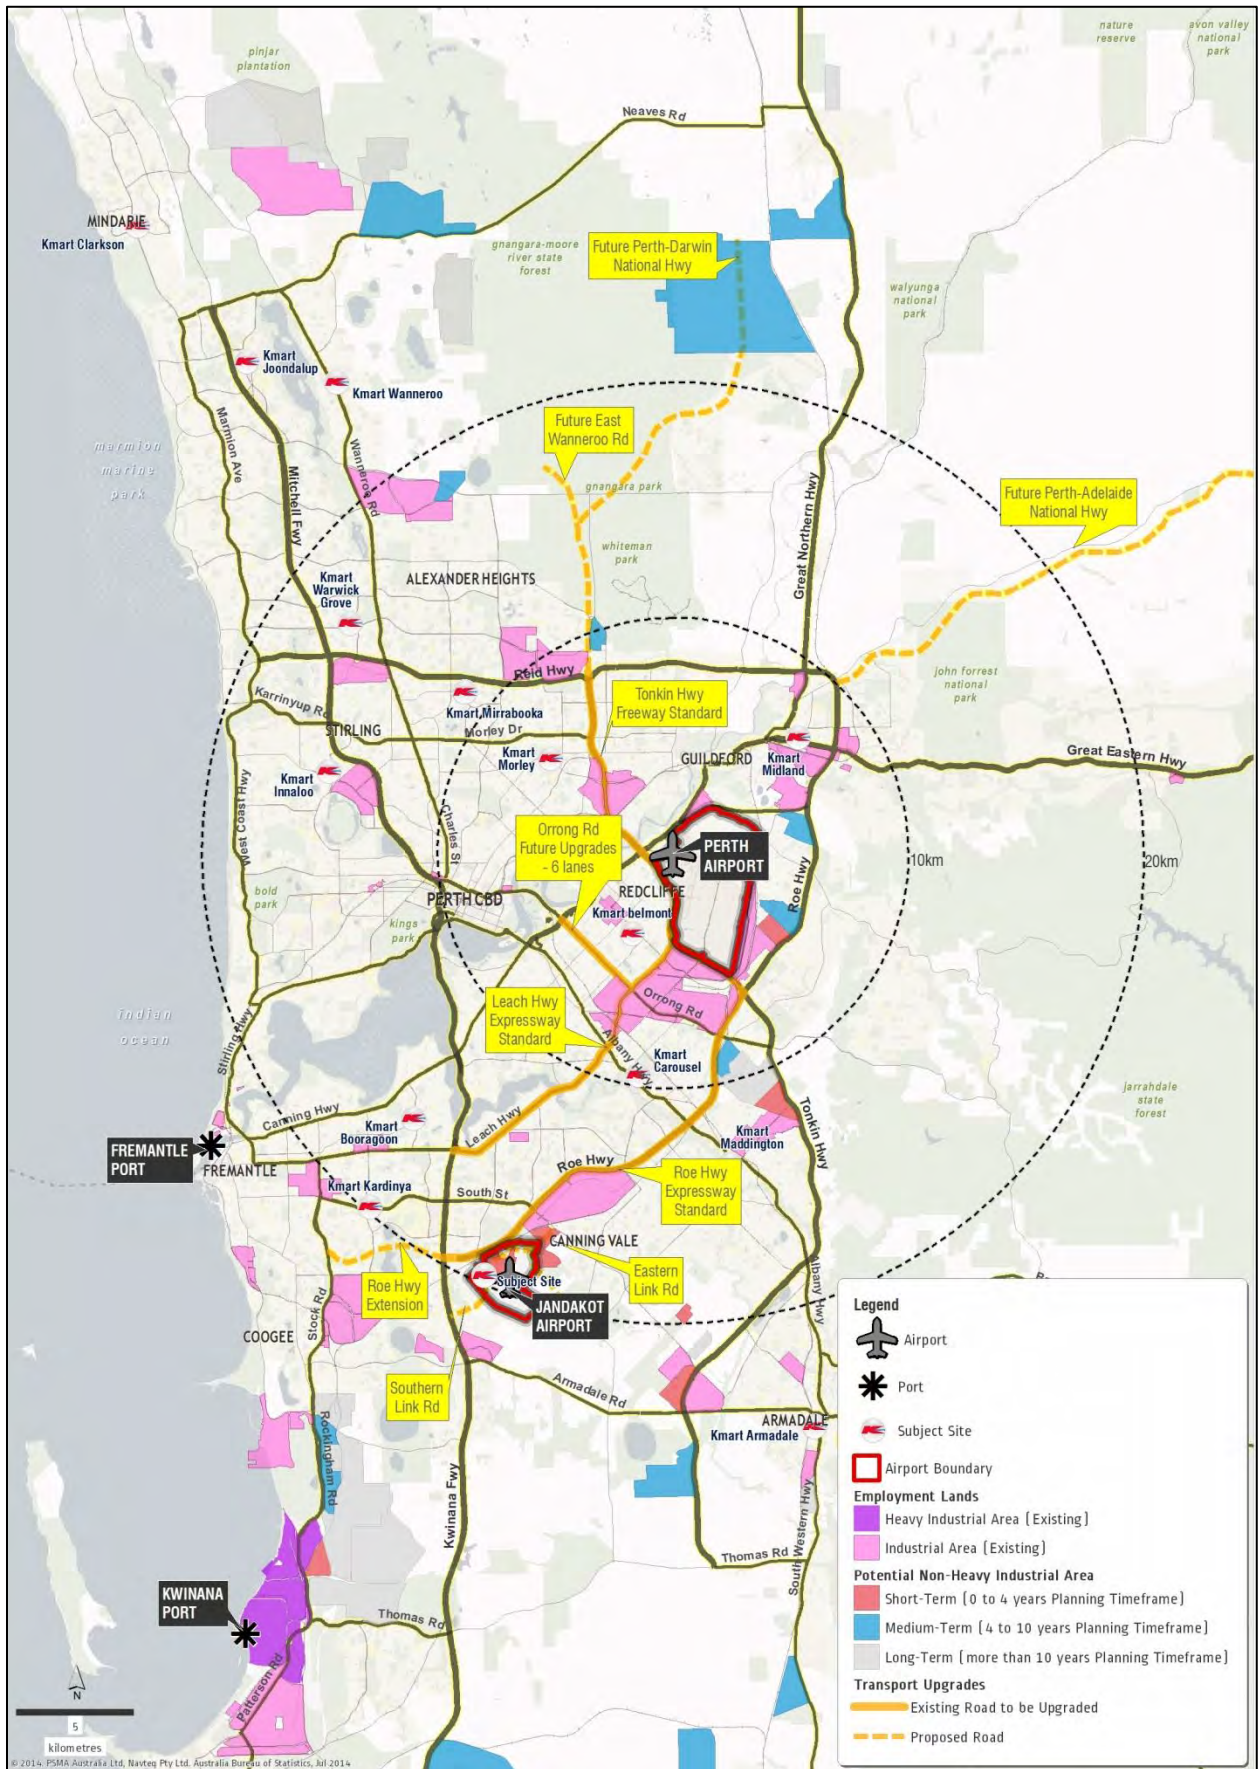 pinjar
plantation
nature
reserve
avon valley
national
park
Neaves Rd
MINDARIE
Kmart Clarkson
gnangara-moore
river state
forest
Future Perth-Darwin
National Hwy
walyunga
national
park
Kmart
Joondalup
Kmart Wanneroo
Marmion Ave
Mitchell Fwy
Wanneroo Rd
marmion
marine
park
Future East
Wanneroo Rd
gnangara park
Great Northern Hwy
Future Perth-Adelaide
National Hwy
whiteman
park
Kmart
Warwick
Grove
ALEXANDER HEIGHTS
Reid Hwy
john forrest
national
park
Karrinyup Rd
STIRLING
Kmart Mirrabooka
Morley Dr
Tonkin Hwy
Freeway Standard
Kmart
Morley
GUILDFORD
Kmart
Midland
Great Eastern Hwy
Kmart
Innaloo
West Coast Hwy
Charles St
Orrong Rd
Future Upgrades
- 6 lanes
PERTH
AIRPORT
10km
20km
REDCLIFFE
Roe Hwy
bold
park
PERTH CBD
kings
park
Kmart belmont
indian
ocean
Stirling Hwy
Leach Hwy
Expressway
Standard
Orrong Rd
Albany Hwy
Kmart
Carousel
jarrahdale
state
forest
Canning Hwy
Kmart
Booragoon
Leach Hwy
Kmart
Maddington
Tonkin Hwy
FREMANTLE
PORT
FREMANTLE
Roe Hwy
Kmart Kardinya
South St
Roe Hwy
Expressway
Standard
CANNING VALE
Eastern
Link Rd
Roe Hwy
Extension
Subject Site
JANDAKOT
AIRPORT
Albany Hwy
Stock Rd
COOGEE
Southern
Link Rd
Armadale Rd
ARMADALE
Kmart Armadale
Rockingham Rd
Kwinana Fwy
South Western Hwy
Thomas Rd
KWINANA
PORT
Thomas Rd
Patterson Rd
N
5
kilometres
© 2014. PSMA Australia Ltd, Navteq Pty Ltd. Australia Bureau of Statistics, Jul 2014
Legend
Airport
Port
Subject Site
Airport Boundary
Employment Lands
Heavy Industrial Area (Existing)
Industrial Area (Existing)
Potential Non-Heavy Industrial Area
Short-Term (0 to 4 years Planning Timeframe)
Medium-Term (4 to 10 years Planning Timeframe)
Long-Term (more than 10 years Planning Timeframe)
Transport Upgrades
Existing Road to be Upgraded
Proposed Road